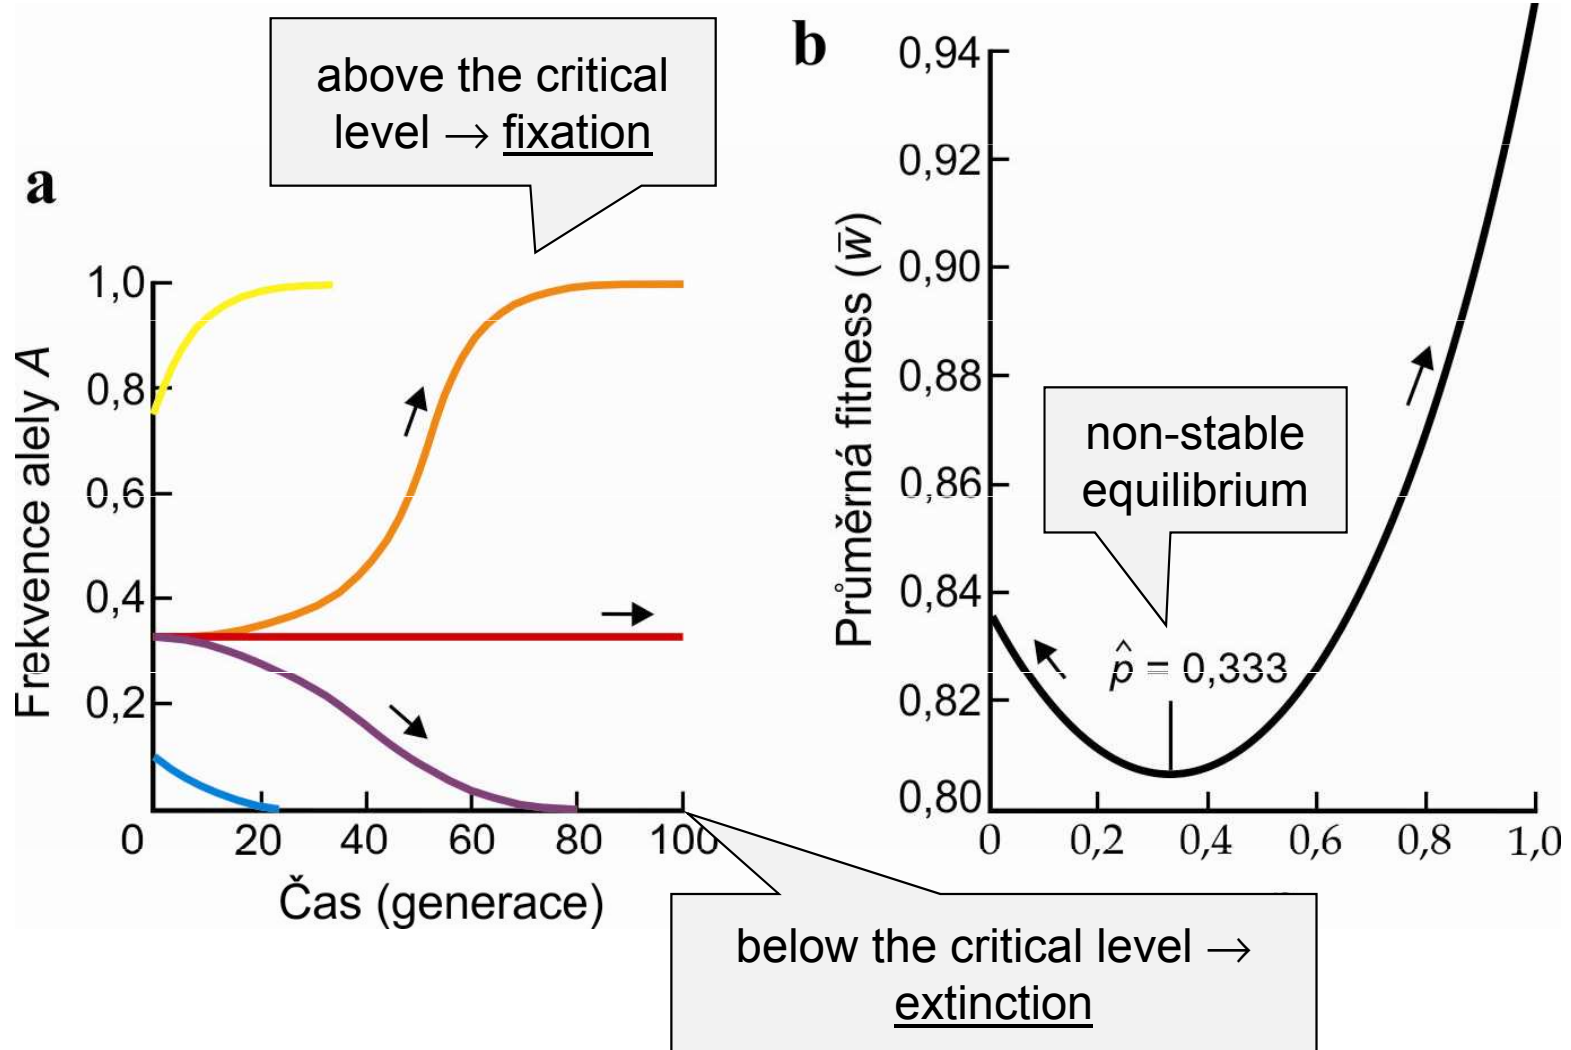 above the critical
level → fixation
a
Frekvence alely A
1,0
0,8
0,6
0,4
0,2
0
20
40
60
80
100
Čas (generace)
b
Průměrná fitness (w̄)
0,94
0,92
0,90
0,88
0,86
0,84
0,82
0,80
non-stable
equilibrium
p̂ = 0,333
0
0,2
0,4
0,6
0,8
1,0
below the critical level →
extinction